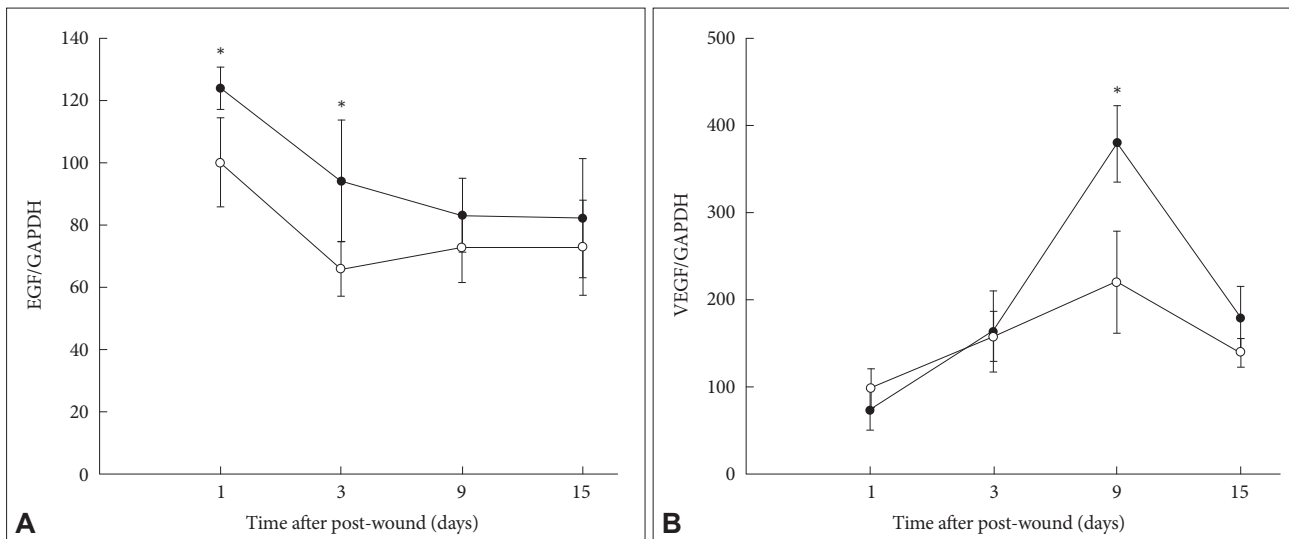 140
120
100
80
60
40
20
0
EGF/GAPDH
*
*
1 3 9 15
Time after post-wound (days)
A
500
400
300
200
100
0
VEGF/GAPDH
*
1 3 9 15
Time after post-wound (days)
B